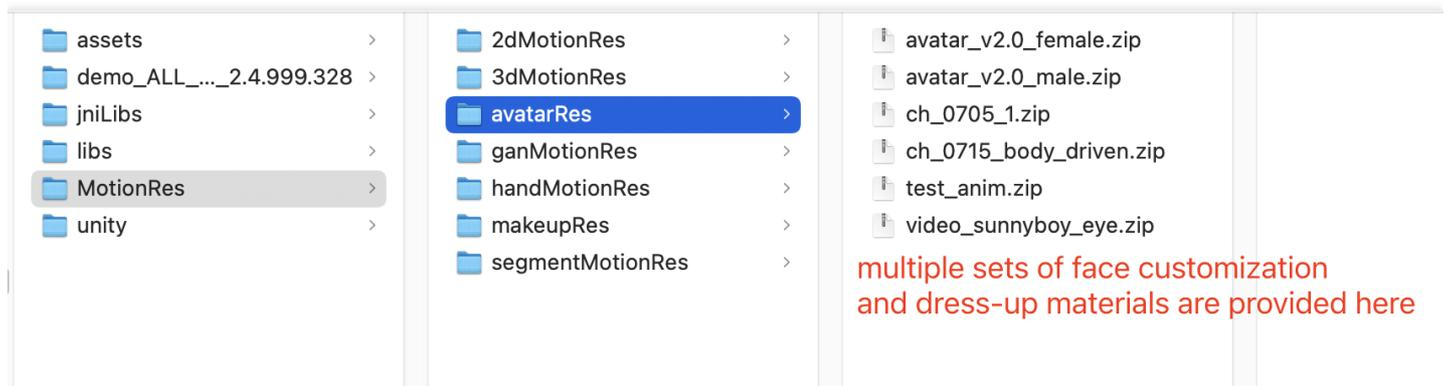 assets
demo_ALL_..._2.4.999.328
jniLibs
libs
MotionRes
unity
2dMotionRes
3dMotionRes
avatarRes
ganMotionRes
handMotionRes
makeupRes
segmentMotionRes
avatar_v2.0_female.zip
avatar_v2.0_male.zip
ch_0705_1.zip
ch_0715_body_driven.zip
test_anim.zip
video_sunnyboy_eye.zip
multiple sets of face customization
and dress-up materials are provided here